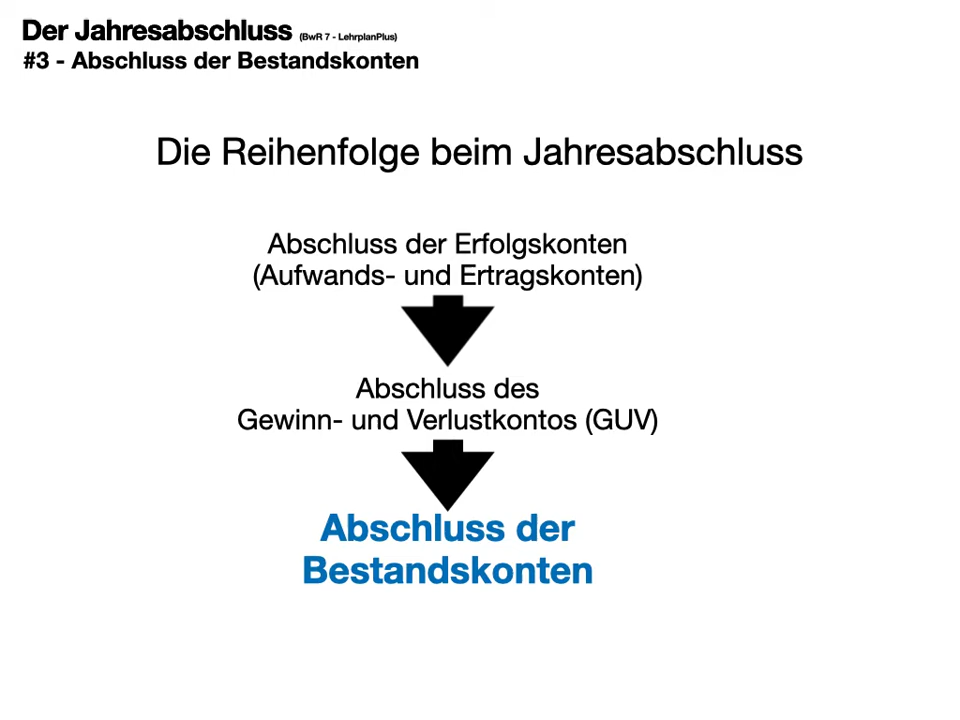 Der Jahresabschluss (BwR 7 - LehrplanPlus)
#3 - Abschluss der Bestandskonten
Die Reihenfolge beim Jahresabschluss
Abschluss der Erfolgskonten
(Aufwands- und Ertragskonten)
Abschluss des
Gewinn- und Verlustkontos (GUV)
Abschluss der
Bestandskonten